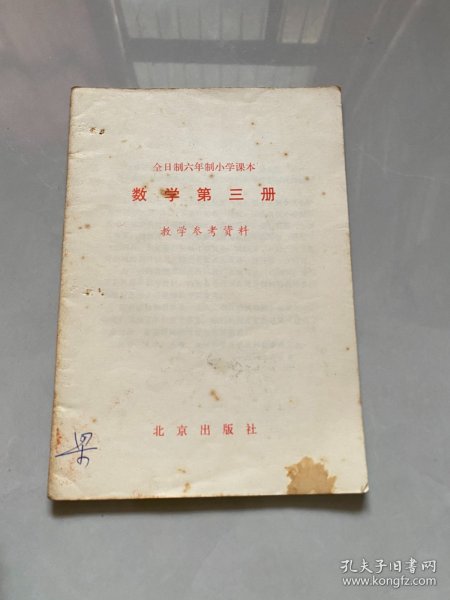 全日制六年制小学课本
数学第三册
教学参考資料
北京出版社
孔夫子旧书网
www.kongfz.com